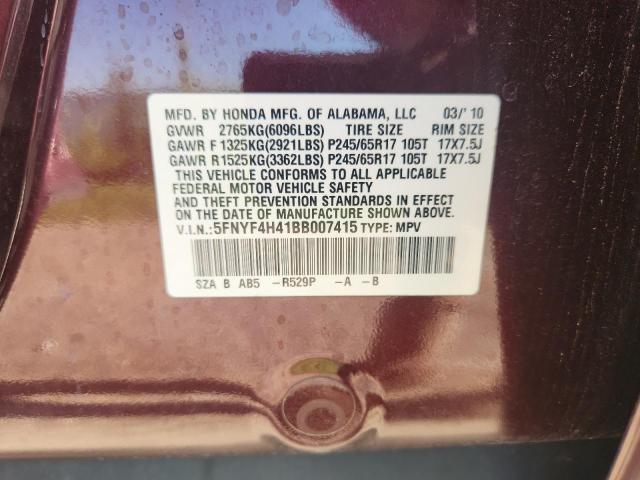 MFD. BY HONDA MFG. OF ALABAMA, LLC 03/' 10
GVWR 2765KG(6096LBS) TIRE SIZE RIM SIZE
GAWR F 1325KG(2921LBS) P245/65R17 105T 17X7.5J
GAWR R1525KG(3362LBS) P245/65R17 105T 17X7.5J
THIS VEHICLE CONFORMS TO ALL APPLICABLE
FEDERAL MOTOR VEHICLE SAFETY
AND THEFT PREVENTION STANDARDS IN EFFECT
ON THE DATE OF MANUFACTURE SHOWN ABOVE.
V.I.N.: 5FNYF4H41BB007415 TYPE: MPV
SZA B AB5 -R529P -A -B